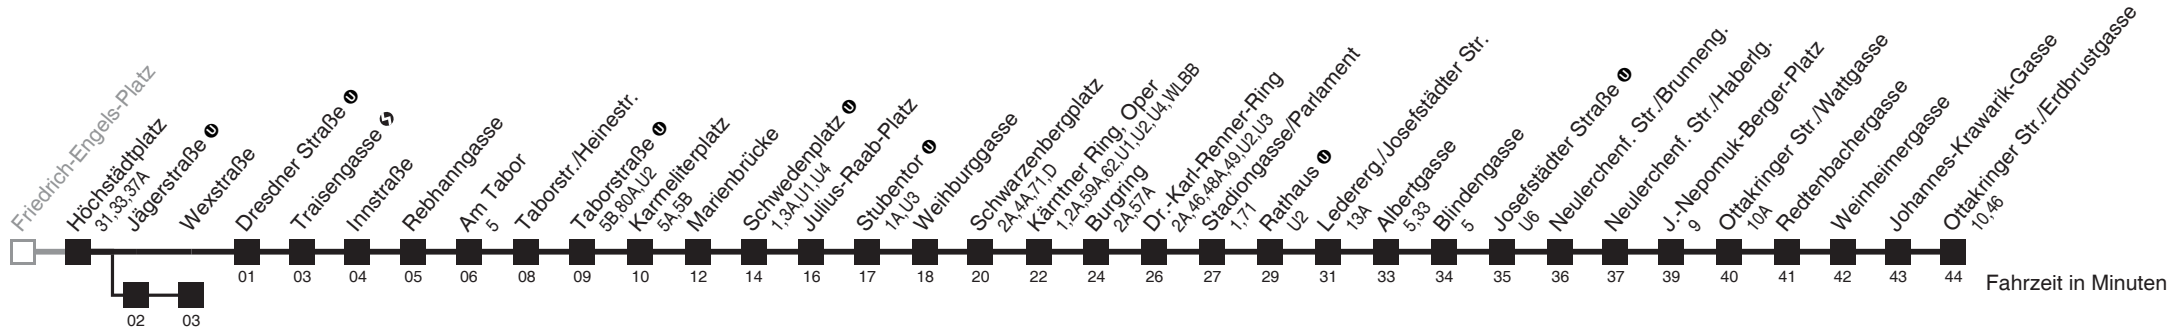 Friedrich-Engels-Platz
Höchstädtplatz
31,33,37A
Jägerstraße U
02
Wexstraße
03
Dresdner Straße U
01
Traisengasse S
03
Innstraße
04
Rebhanngasse
05
Am Tabor
5
06
Taborstr./Heinestr.
08
Taborstraße U
5B,80A,U2
09
Karmeliterplatz
5A,5B
10
Marienbrücke
12
Schwedenplatz U
1,3A,U1,U4
14
Julius-Raab-Platz
16
Stubentor U
1A,U3
17
Weihburggasse
18
Schwarzenbergplatz
2A,4A,71,D
20
Kärntner Ring, Oper
1,2A,59A,62,U1,U2,U4,WLBB
22
Burgring
2A,57A
24
Dr.-Karl-Renner-Ring
2A,46,48A,49,U2,U3
26
Stadiongasse/Parlament
1,71
27
Rathaus U
U2
29
Ledererg./Josefstädter Str.
13A
31
Albertgasse
5,33
33
Blindengasse
5
34
Josefstädter Straße U
U6
35
Neulerchenf. Str./Brunneng.
36
Neulerchenf. Str./Haberlg.
37
J.-Nepomuk-Berger-Platz
9
39
Ottakringer Str./Wattgasse
10A
40
Redtenbachergasse
41
Weinheimergasse
42
Johannes-Krawarik-Gasse
43
Ottakringer Str./Erdbrustgasse
10,46
44
Fahrzeit in Minuten